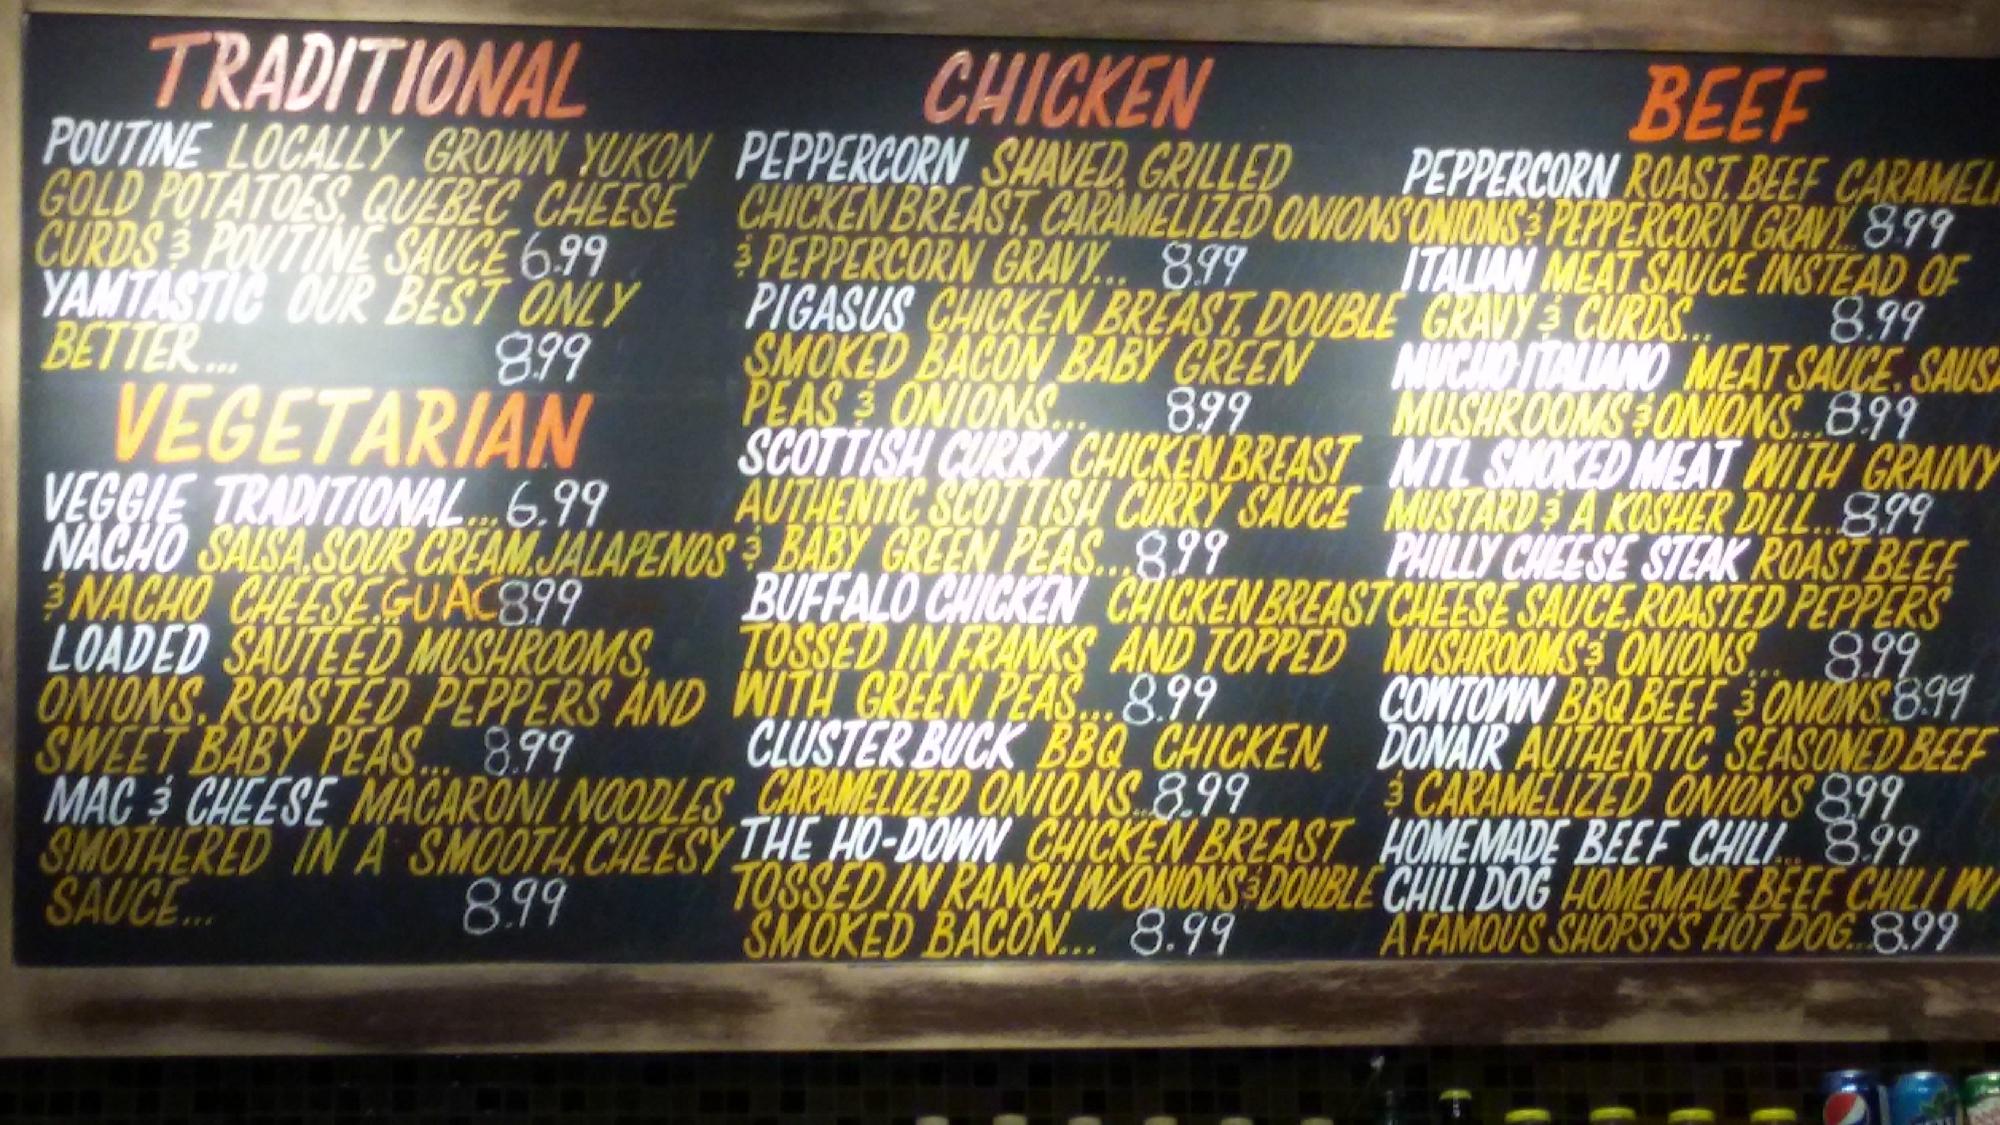 TRADITIONAL
POUTINE LOCALLY GROWN YUKON
GOLD POTATOES, QUEBEC CHEESE
CURDS & POUTINE SAUCE 6.99
YAMTASTIC OUR BEST ONLY
BETTER... 8.99
VEGETARIAN
VEGGIE TRADITIONAL... 6.99
NACHO SALSA, SOUR CREAM, JALAPENOS
& NACHO CHEESE... GUAC 8.99
LOADED SAUTEED MUSHROOMS,
ONIONS, ROASTED PEPPERS AND
SWEET BABY PEAS... 8.99
MAC & CHEESE MACARONI NOODLES
SMOTHERED IN A SMOOTH, CHEESY
SAUCE... 8.99
CHICKEN
PEPPERCORN SHAVED, GRILLED
CHICKEN BREAST, CARAMELIZED ONIONS
& PEPPERCORN GRAVY... 8.99
PIGASUS CHICKEN BREAST, DOUBLE
SMOKED BACON BABY GREEN
PEAS & ONIONS... 8.99
SCOTTISH CURRY CHICKEN BREAST
AUTHENTIC SCOTTISH CURRY SAUCE
& BABY GREEN PEAS... 8.99
BUFFALO CHICKEN CHICKEN BREAST
TOSSED IN FRANKS AND TOPPED
WITH GREEN PEAS... 8.99
CLUSTER BUCK BBQ CHICKEN,
CARAMELIZED ONIONS... 8.99
THE HO-DOWN CHICKEN BREAST
TOSSED IN RANCH W/ ONIONS & DOUBLE
SMOKED BACON... 8.99
BEEF
PEPPERCORN ROAST BEEF CARAMELI
ONIONS & PEPPERCORN GRAVY... 8.99
ITALIAN MEAT SAUCE INSTEAD OF
GRAVY & CURDS... 8.99
MUCHO ITALIANO MEAT SAUCE, SAUSA
MUSHROOMS & ONIONS... 8.99
MTL SMOKED MEAT WITH GRAINY
MUSTARD & A KOSHER DILL... 8.99
PHILLY CHEESE STEAK ROAST BEEF,
CHEESE SAUCE, ROASTED PEPPERS
MUSHROOMS & ONIONS... 8.99
COWTOWN BBQ BEEF & ONIONS.. 8.99
DONAIR AUTHENTIC SEASONED BEEF
& CARAMELIZED ONIONS 8.99
HOMEMADE BEEF CHILI... 8.99
CHILI DOG HOMEMADE BEEF CHILI W/
A FAMOUS SHOPSY'S HOT DOG... 8.99